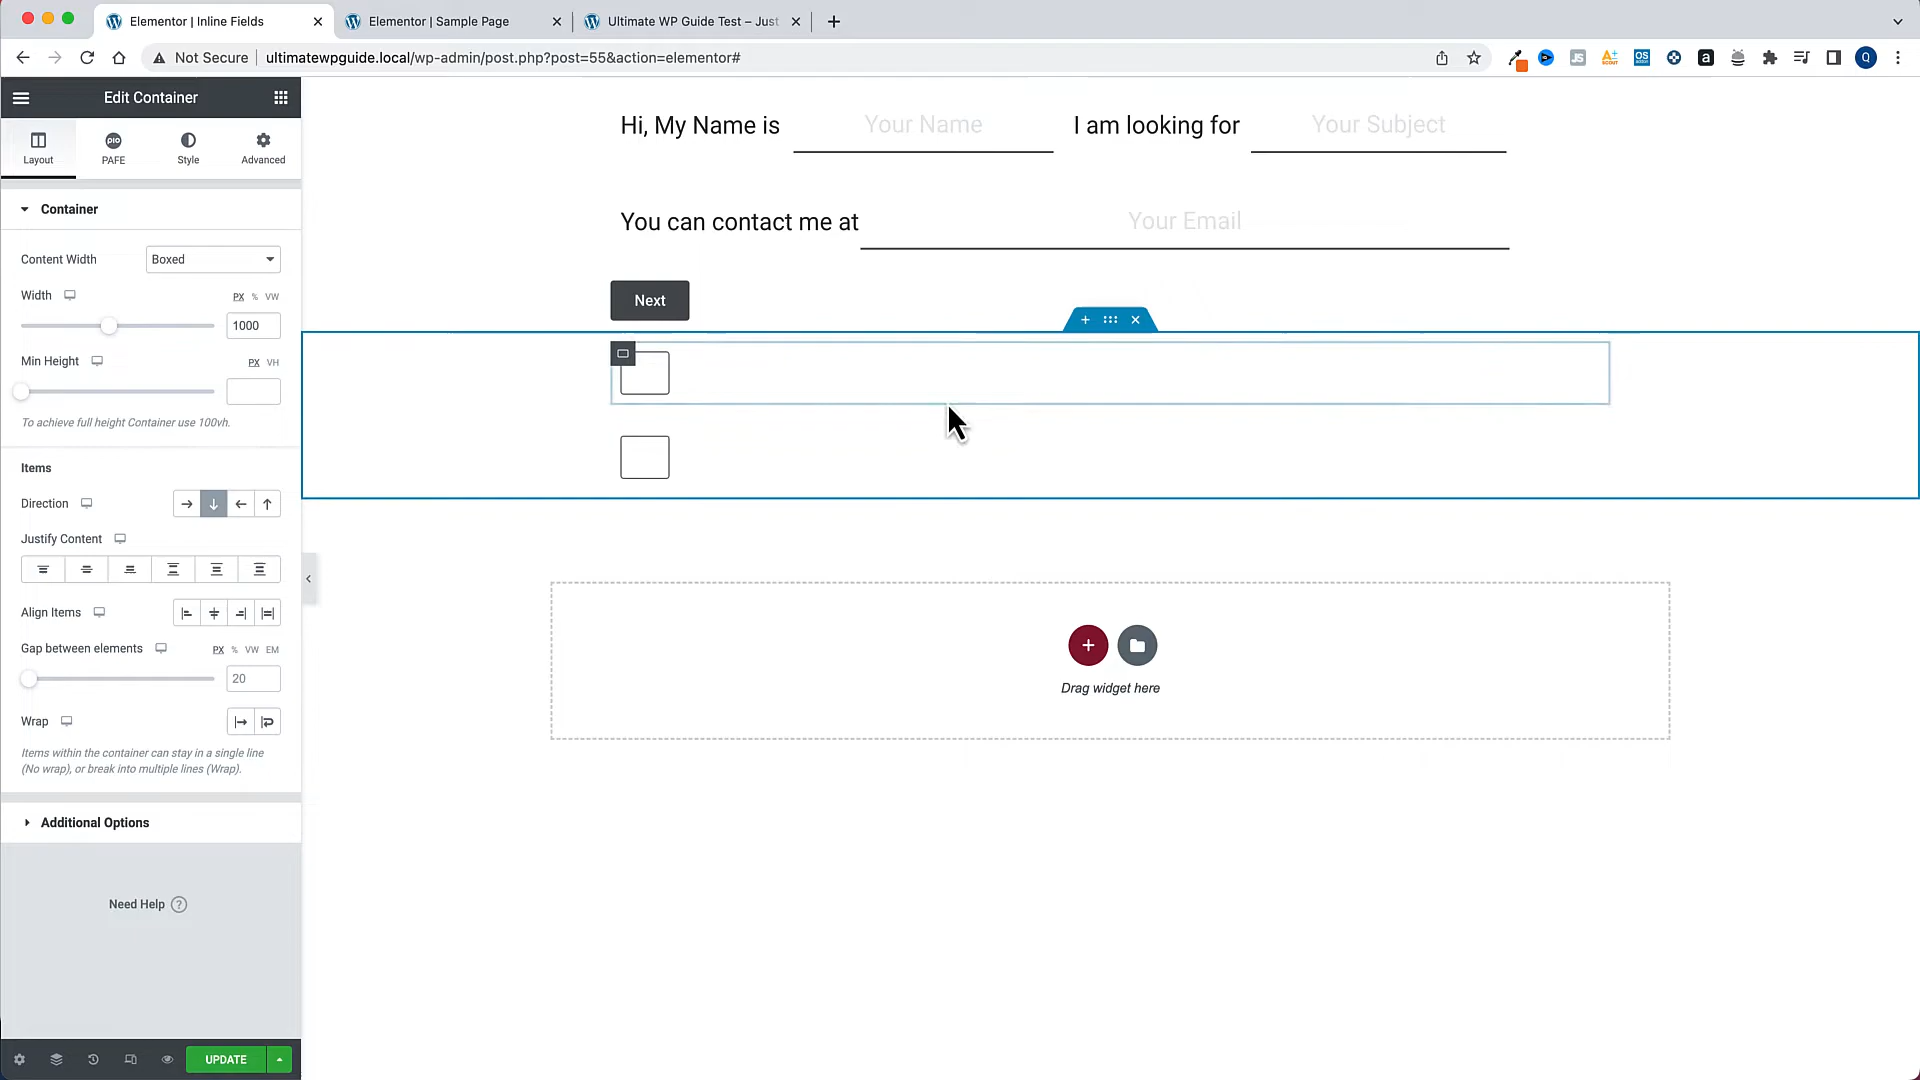 Elementor | Inline Fields
Elementor | Sample Page
Ultimate WP Guide Test – Just
Not Secure
ultimatewpguide.local/wp-admin/post.php?post=55&action=elementor#
JS
SCOUT
OS
a
Q
Edit Container
Layout
pio
PAFE
Style
Advanced
Container
Content Width
Boxed
Width
PX % VW
1000
Min Height
PX VH
To achieve full height Container use 100vh.
Items
Direction
Justify Content
Align Items
Gap between elements
PX % VW EM
20
Wrap
Items within the container can stay in a single line
(No wrap), or break into multiple lines (Wrap).
Additional Options
Need Help ?
UPDATE
Hi, My Name is Your Name I am looking for Your Subject
You can contact me at Your Email
Next
Drag widget here